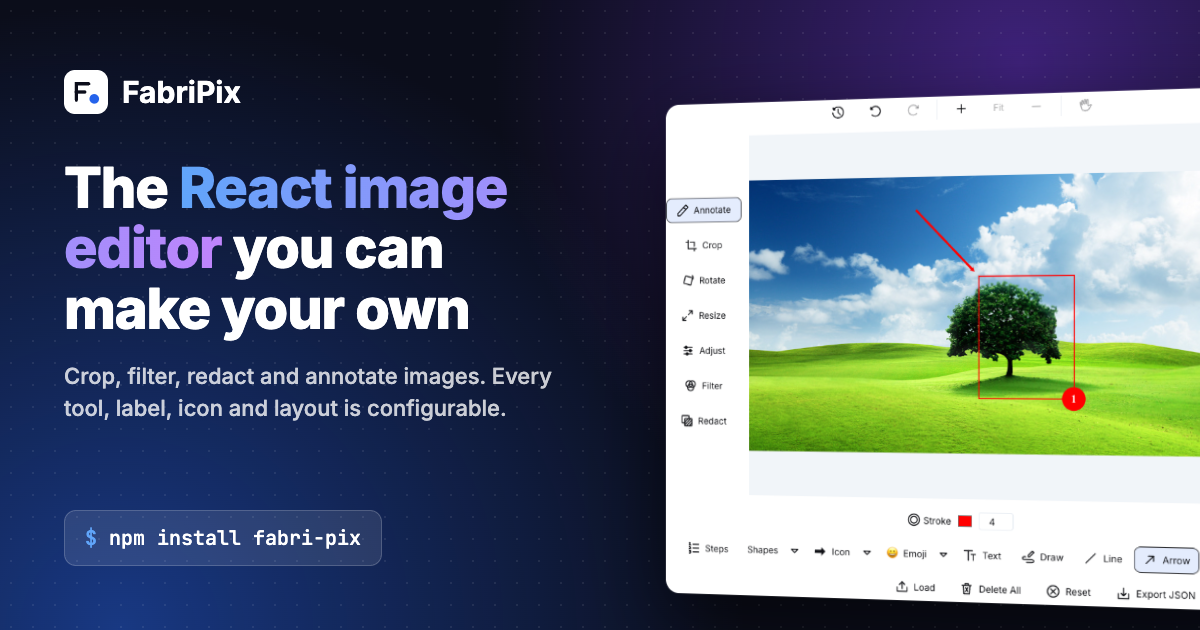 F.
FabriPix
The React image
editor you can
make your own
Crop, filter, redact and annotate images. Every
tool, label, icon and layout is configurable.
$ npm install fabri-pix
Fit
Annotate
Crop
Rotate
Resize
Adjust
Filter
Redact
1
Stroke 4
Steps Shapes Icon Emoji Text Draw Line Arrow
Load Delete All Reset Export JSON